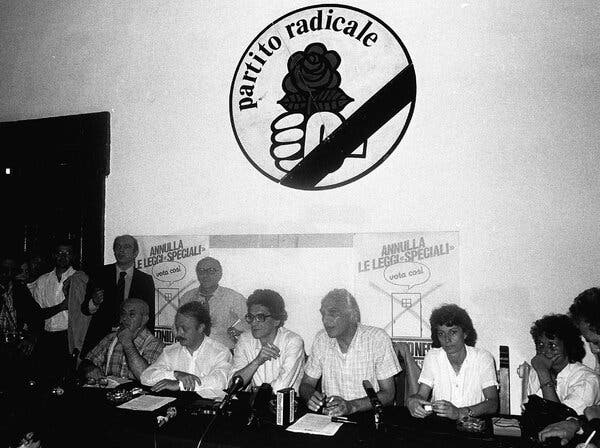 partito radicale
ANNULLA
LE LEGGI «SPECIALI»
vota così
ANNULLA
LE LEGGI «SPECIALI»
vota così